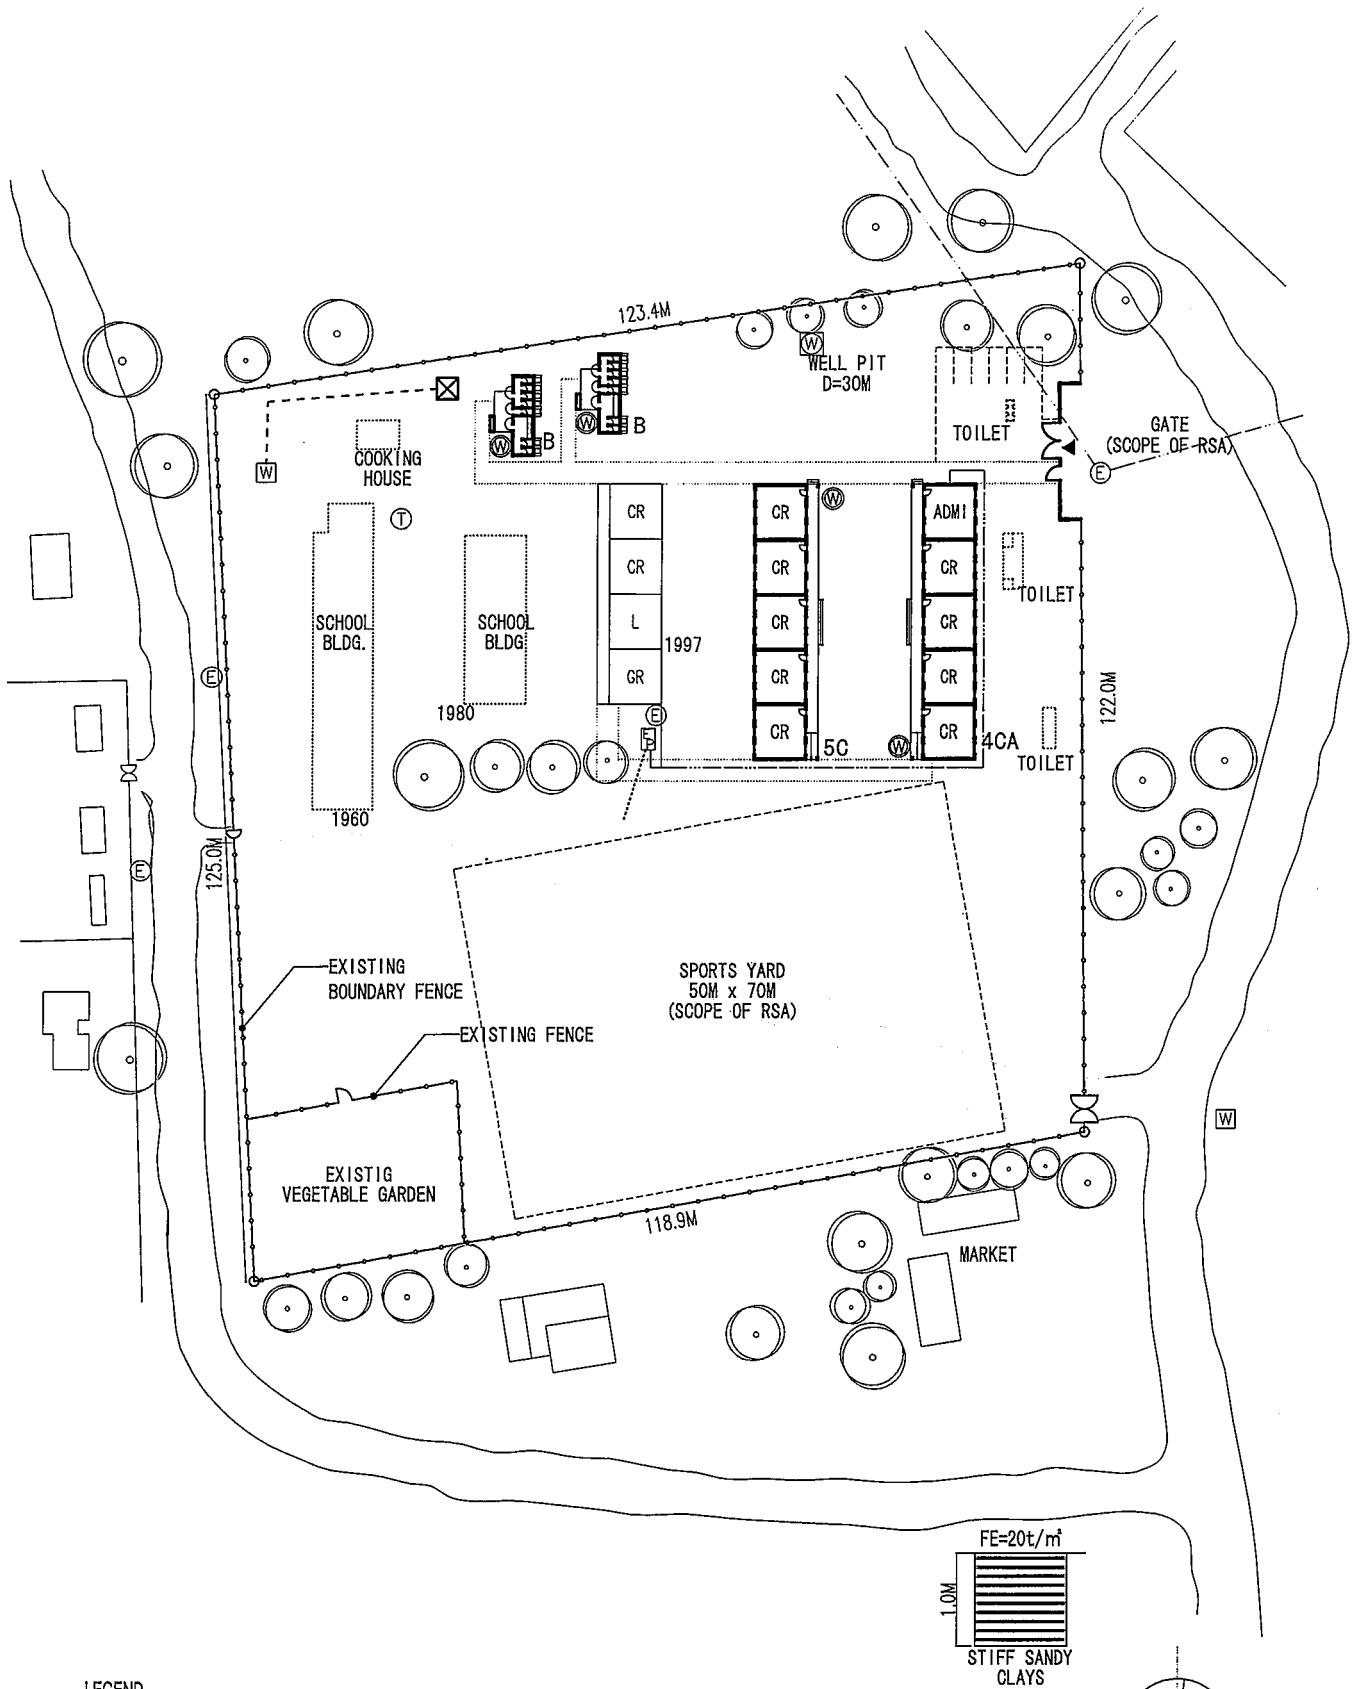 123.4M
W
WELL PIT
D=30M
TOILET
GATE
(SCOPE OF RSA)
E
W
B
W
B
COOKING
HOUSE
W
T
CR
CR
L
GR
1997
CR
CR
CR
CR
CR
W
5C
ADMI
CR
CR
CR
CR
W
4CA
TOILET
TOILET
122.0M
SCHOOL
BLDG.
1960
SCHOOL
BLDG
1980
E
E
E
125.0M
EXISTING
BOUNDARY FENCE
EXISTING FENCE
SPORTS YARD
50M x 70M
(SCOPE OF RSA)
W
EXISTIG
VEGETABLE GARDEN
118.9M
MARKET
FE=20t/㎡
1.0M
STIFF SANDY
CLAYS
LEGEND